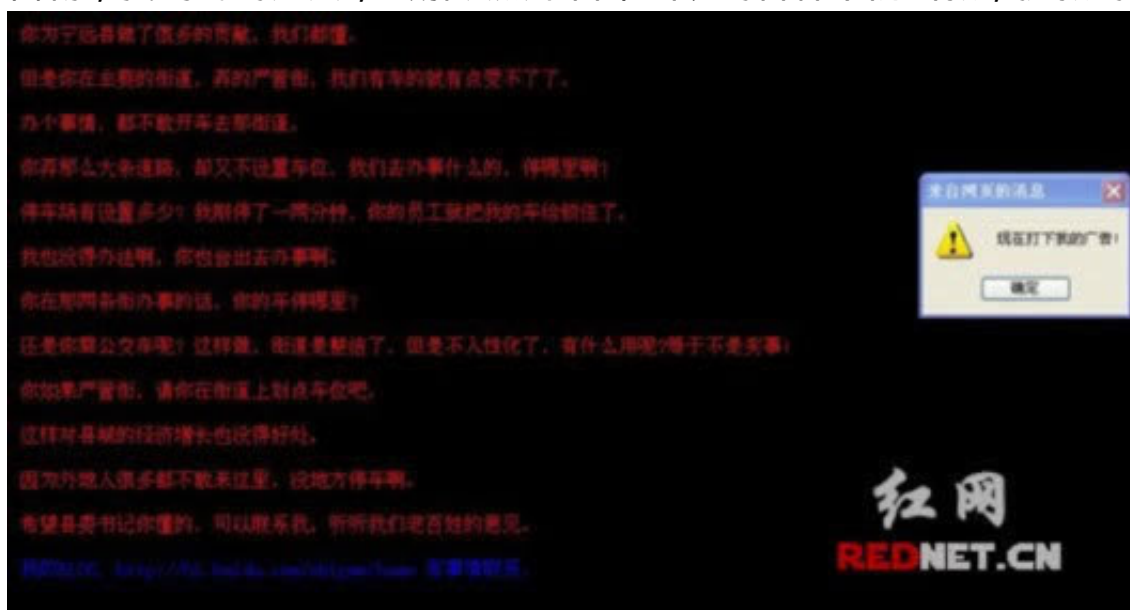 你为宁远县做了很多的贡献，我们都懂。
但是你在主要的街道，弄的严管街，我们有车的就有点受不了了。
办个事情，都不敢开车去那街道。
你弄那么大条道路，却又不设置车位，我们去办事什么的，停哪里啊!
停车场有设置多少? 我刚停了一两分钟，你的员工就把我的车给锁住了。
我也没得办法啊，你也会出去办事啊。
你在那两条街办事的话，你的车停哪里?
还是你乘公交车呢? 这样做，街道是整洁了，但是不人性化了，有什么用呢?等于不是实事!
你如果严管街，请你在街道上划点车位吧。
这样对县城的经济增长也没得好处。
因为外地人很多都不敢来这里，没地方停车啊。
希望县委书记你懂的，可以联系我，听听我们老百姓的意见。
有事情联系。
来自网页的消息
现在打下我的广告!
确定
红网
REDNET.CN